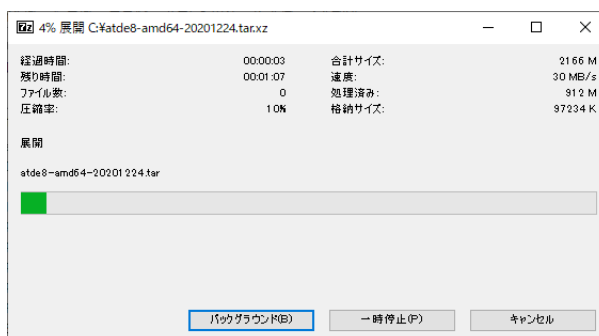 7z 4% 展開 C:¥atde8-amd64-20201224.tar.xz
経過時間: 00:00:03 合計サイズ: 2166 M
残り時間: 00:01:07 速度: 30 MB/s
ファイル数: 0 処理済み: 912 M
圧縮率: 10% 格納サイズ: 97234 K
展開
atde8-amd64-20201224.tar
バックグラウンド(B) 一時停止(P) キャンセル